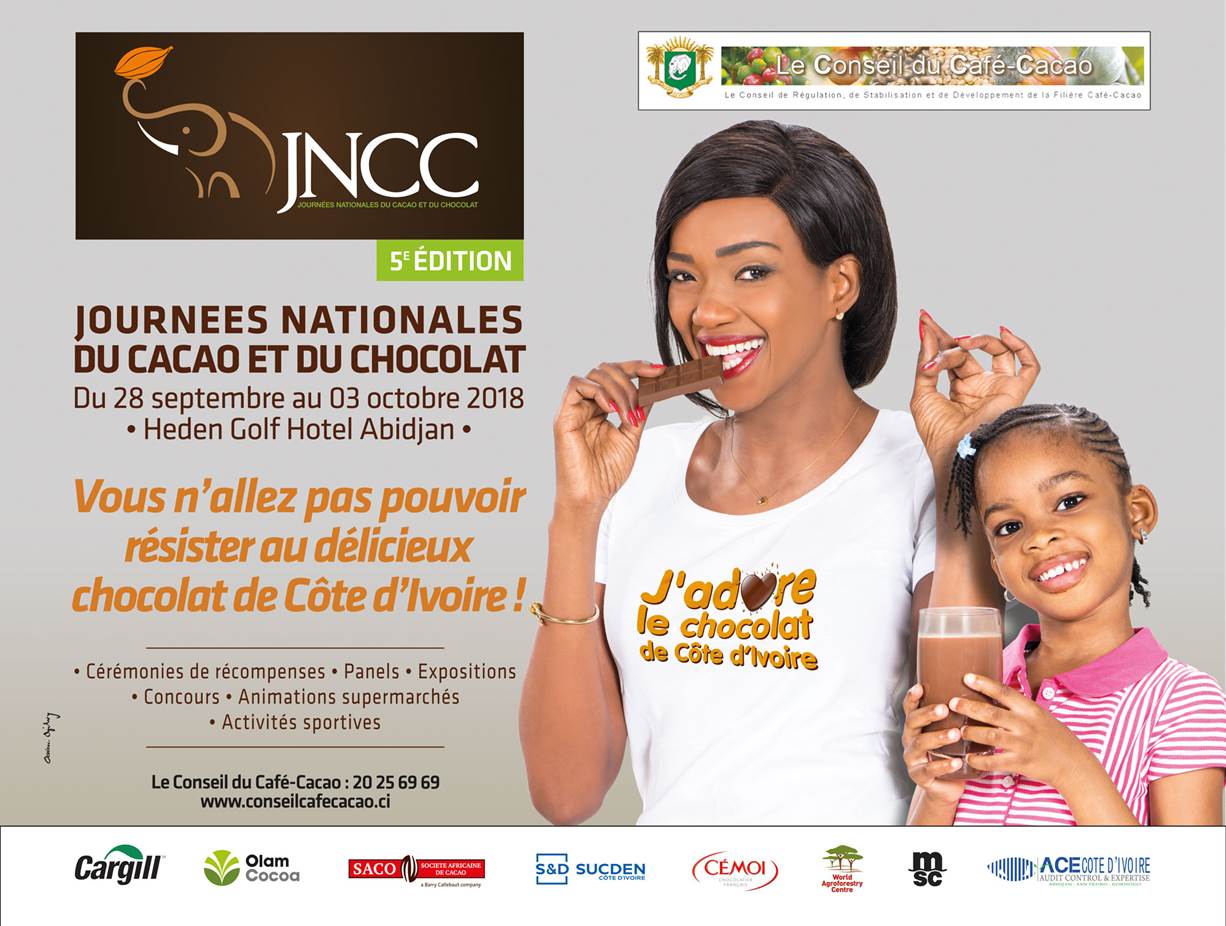 JNCC
JOURNÉES NATIONALES DU CACAO ET DU CHOCOLAT
5E ÉDITION
Le Conseil du Café-Cacao
Le Conseil de Régulation, de Stabilisation et de Développement de la Filière Café-Cacao
JOURNEES NATIONALES
DU CACAO ET DU CHOCOLAT
Du 28 septembre au 03 octobre 2018
• Heden Golf Hotel Abidjan •
Vous n'allez pas pouvoir
résister au délicieux
chocolat de Côte d'Ivoire !
• Cérémonies de récompenses • Panels • Expositions
• Concours • Animations supermarchés
• Activités sportives
Le Conseil du Café-Cacao : 20 25 69 69
www.conseilcafecacao.ci
J'adore
le chocolat
de Côte d'Ivoire
Cargill
Olam
Cocoa
SACO
SOCIETE AFRICAINE
DE CACAO
a Barry Callebaut company
S&D SUCDEN
CÔTE D'IVOIRE
CÉMOI
CHOCOLATIER
FRANÇAIS
World
Agroforestry
Centre
m
sc
ACE CÔTE D'IVOIRE
AUDIT CONTROL & EXPERTISE